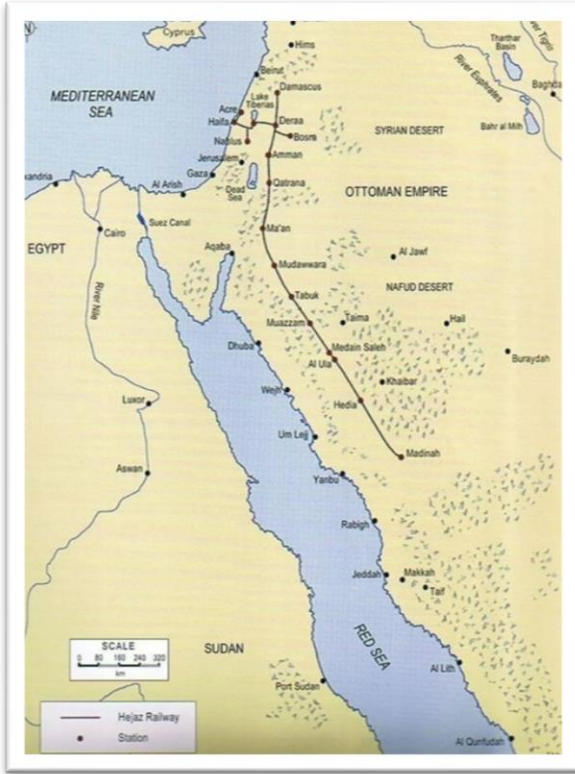 N
Cyprus
Hims
Tharthar
Basin
River Tigris
River Euphrates
Beirut
Damascus
Baghda
MEDITERRANEAN
SEA
Lake
Tiberias
Acre
Haifa
Deraa
Bosra
Bahr al Milh
SYRIAN DESERT
Nablus
Amman
Jerusalem
Gaza
Dead
Sea
Qatrana
OTTOMAN EMPIRE
xandria
Al Arish
Suez Canal
Cairo
EGYPT
Ma'an
Aqaba
Al Jawf
Mudawwara
NAFUD DESERT
River Nile
Tabuk
Muazzam
Taima
Hail
Dhuba
Medain Saleh
Al Ula
Buraydah
Khaibar
Wejh
Luxor
Hedia
Um Lejj
Madinah
Aswan
Yanbu
Rabigh
Jeddah
Makkah
Taif
SCALE
0 80 160 240 320
km
SUDAN
RED SEA
Al Lith
Port Sudan
Hejaz Railway
Station
Al Qunfudah